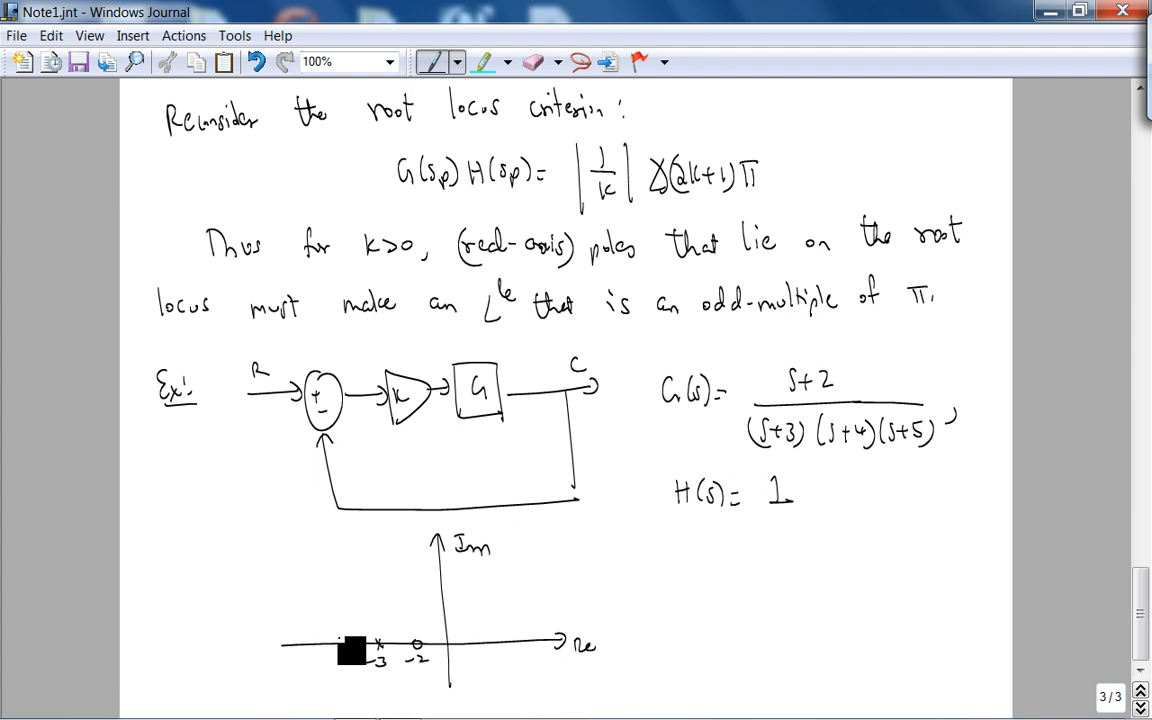 Note1.jnt - Windows Journal
File Edit View Insert Actions Tools Help
100%
Reconsider the root locus criterion:
G(sp) H(sp) = |1/K| ∠(2K+1)π
Thus for K>0, (real-axis) poles that lie on the root
locus must make an ∠le that is an odd-multiple of π.
Ex: R + - K G C G(s) = S+2 / (S+3) (S+4) (S+5) ,
H(s) = 1
Im
Re
-3 -2
3 / 3